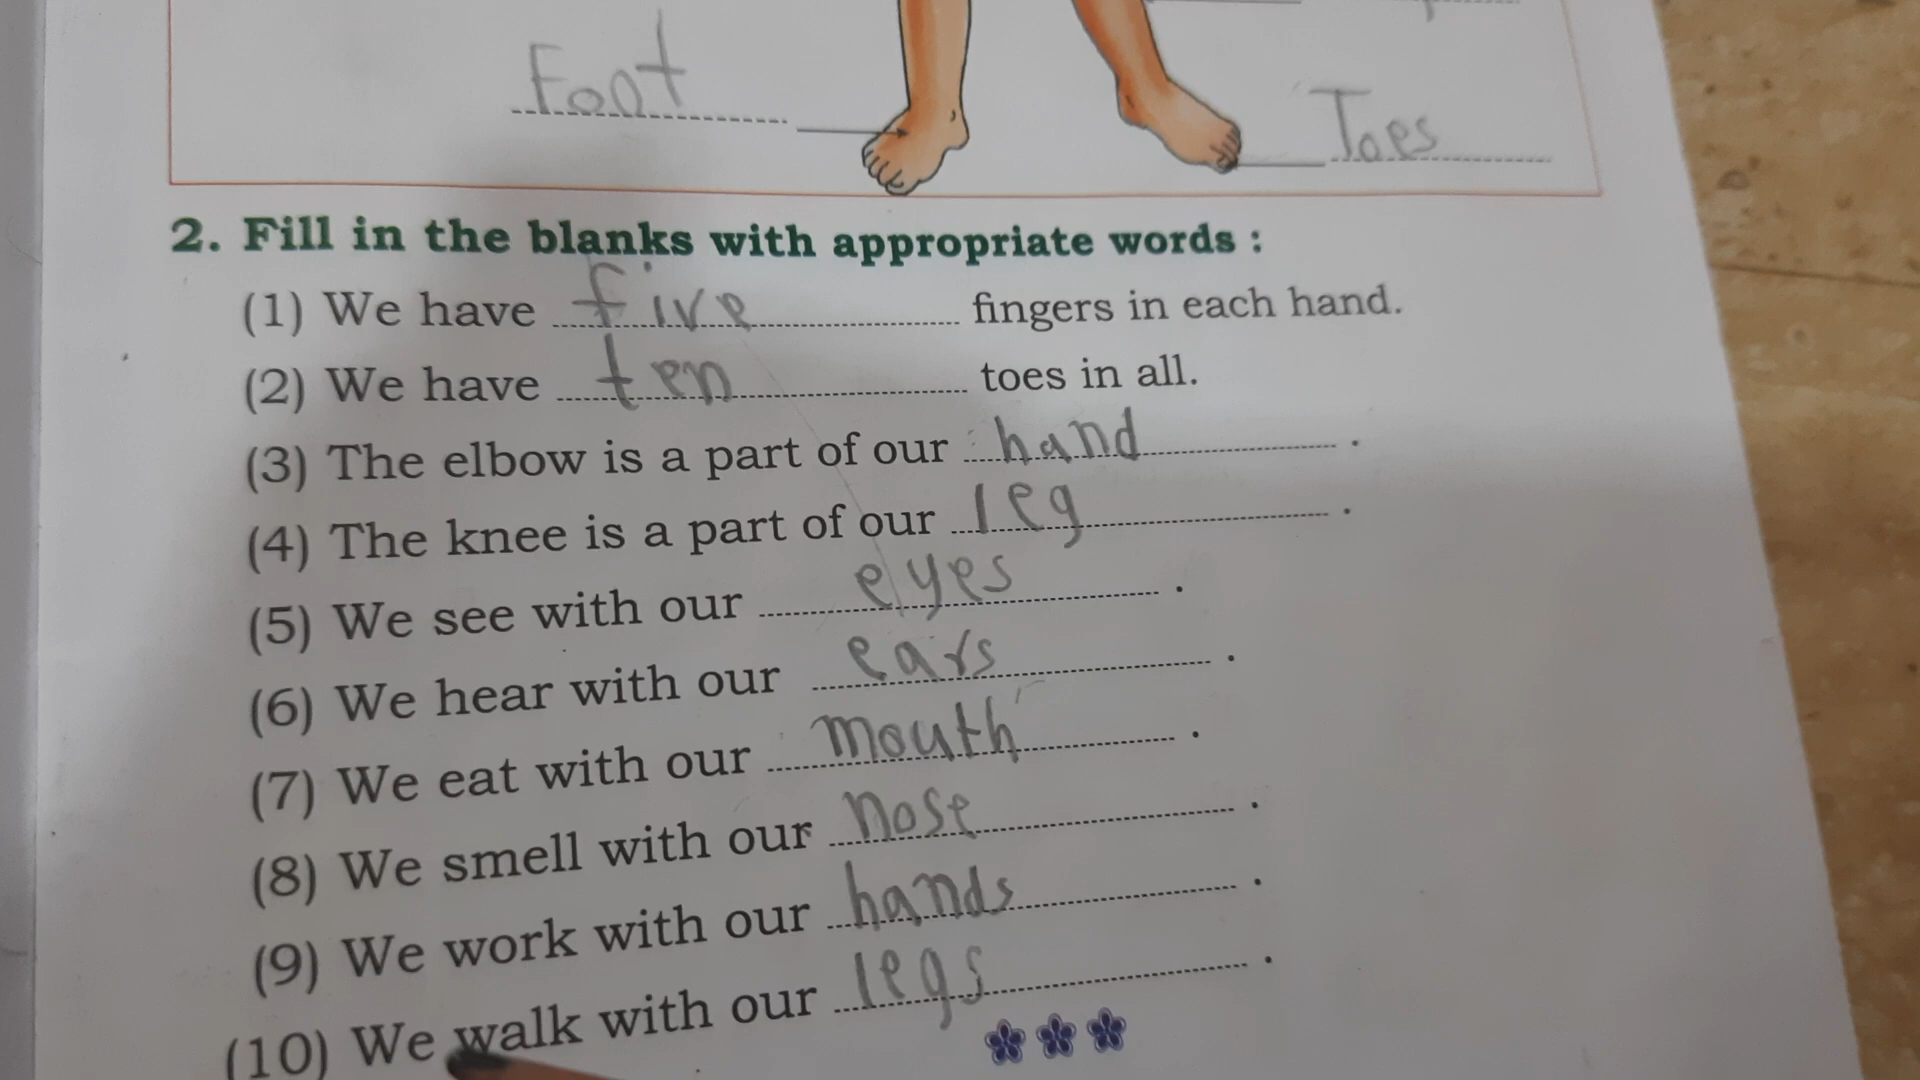 Foot
Toes
2. Fill in the blanks with appropriate words :
(1) We have five fingers in each hand.
(2) We have ten toes in all.
(3) The elbow is a part of our hand .
(4) The knee is a part of our leg .
(5) We see with our eyes .
(6) We hear with our ears .
(7) We eat with our mouth .
(8) We smell with our nose .
(9) We work with our hands .
(10) We walk with our legs .